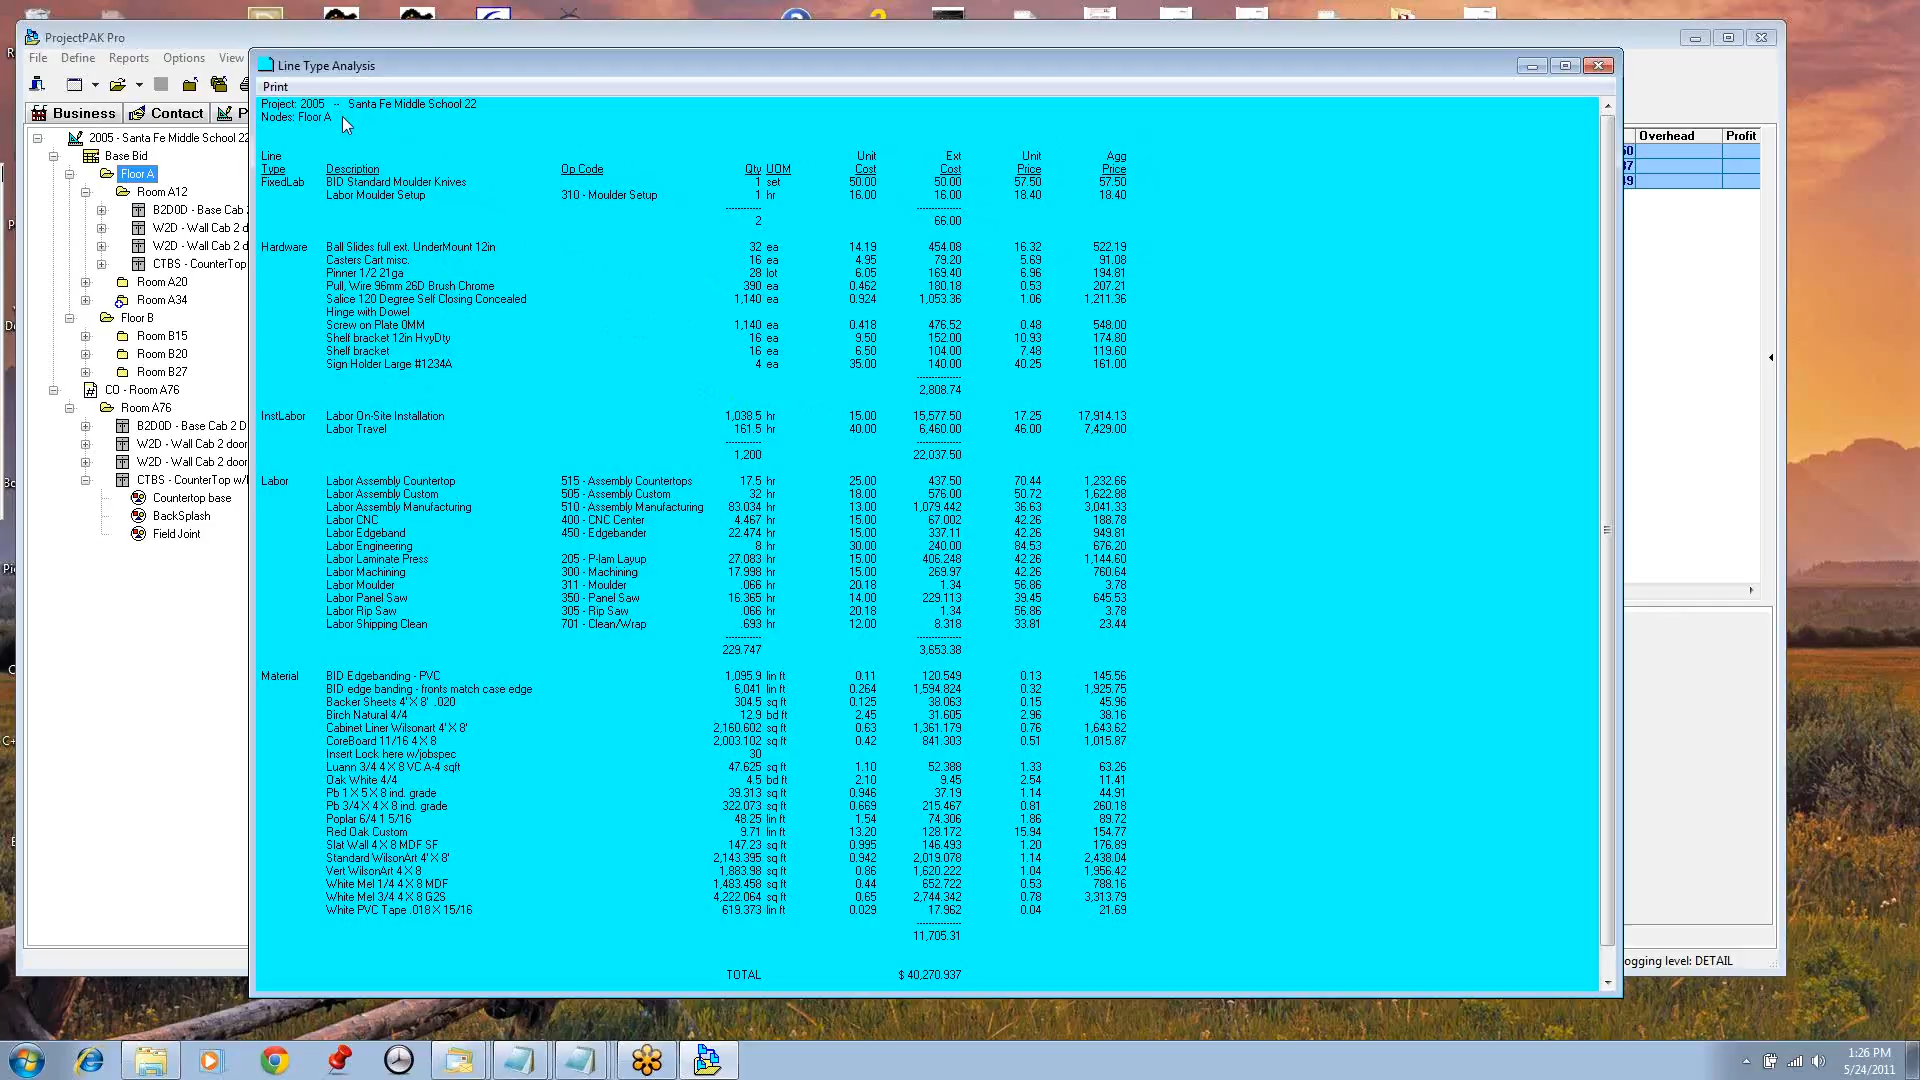 ProjectPAK Pro
File Define Reports Options View
Business Contact
2005 - Santa Fe Middle School 22
Base Bid
Floor A
Room A12
B2D0D - Base Cab 2
W2D - Wall Cab 2 d
W2D - Wall Cab 2 d
CTBS - CounterTop
Room A20
Room A34
Floor B
Room B15
Room B20
Room B27
CO - Room A76
Room A76
B2D0D - Base Cab 2 D
W2D - Wall Cab 2 door
W2D - Wall Cab 2 door
CTBS - CounterTop w/
Countertop base
BackSplash
Field Joint
Line Type Analysis
Print
Project: 2005 -- Santa Fe Middle School 22
Nodes: Floor A
Line Unit Ext Unit Agg
Type Description Op Code Qty UOM Cost Cost Price Price
FixedLab BID Standard Moulder Knives 1 set 50.00 50.00 57.50 57.50
Labor Moulder Setup 310 - Moulder Setup 1 hr 16.00 16.00 18.40 18.40
2 66.00
Hardware Ball Slides full ext. UnderMount 12in 32 ea 14.19 454.08 16.32 522.19
Casters Cart misc. 16 ea 4.95 79.20 5.69 91.08
Pinner 1/2 21ga 28 lot 6.05 169.40 6.96 194.81
Pull, Wire 96mm 26D Brush Chrome 390 ea 0.462 180.18 0.53 207.21
Salice 120 Degree Self Closing Concealed 1,140 ea 0.924 1,053.36 1.06 1,211.36
Hinge with Dowel
Screw on Plate 0MM 1,140 ea 0.418 476.52 0.48 548.00
Shelf bracket 12in HvyDty 16 ea 9.50 152.00 10.93 174.80
Shelf bracket 16 ea 6.50 104.00 7.48 119.60
Sign Holder Large #1234A 4 ea 35.00 140.00 40.25 161.00
2,808.74
InstLabor Labor On-Site Installation 1,038.5 hr 15.00 15,577.50 17.25 17,914.13
Labor Travel 161.5 hr 40.00 6,460.00 46.00 7,429.00
1,200 22,037.50
Labor Labor Assembly Countertop 515 - Assembly Countertops 17.5 hr 25.00 437.50 70.44 1,232.66
Labor Assembly Custom 505 - Assembly Custom 32 hr 18.00 576.00 50.72 1,622.88
Labor Assembly Manufacturing 510 - Assembly Manufacturing 83.034 hr 13.00 1,079.442 36.63 3,041.33
Labor CNC 400 - CNC Center 4.467 hr 15.00 67.002 42.26 188.78
Labor Edgeband 450 - Edgebander 22.474 hr 15.00 337.11 42.26 949.81
Labor Engineering 8 hr 30.00 240.00 84.53 676.20
Labor Laminate Press 205 - P-lam Layup 27.083 hr 15.00 406.248 42.26 1,144.60
Labor Machining 300 - Machining 17.998 hr 15.00 269.97 42.26 760.64
Labor Moulder 311 - Moulder .066 hr 20.18 1.34 56.86 3.78
Labor Panel Saw 350 - Panel Saw 16.365 hr 14.00 229.113 39.45 645.53
Labor Rip Saw 305 - Rip Saw .066 hr 20.18 1.34 56.86 3.78
Labor Shipping Clean 701 - Clean/Wrap .693 hr 12.00 8.318 33.81 23.44
229.747 3,653.38
Material BID Edgebanding - PVC 1,095.9 lin ft 0.11 120.549 0.13 145.56
BID edge banding - fronts match case edge 6,041 lin ft 0.264 1,594.824 0.32 1,925.75
Backer Sheets 4' X 8' .020 304.5 sq ft 0.125 38.063 0.15 45.96
Birch Natural 4/4 12.9 bd ft 2.45 31.605 2.96 38.16
Cabinet Liner Wilsonart 4' X 8' 2,160.602 sq ft 0.63 1,361.179 0.76 1,643.62
CoreBoard 11/16 4 X 8 2,003.102 sq ft 0.42 841.303 0.51 1,015.87
Insert Lock here w/jobspec 30
Luann 3/4 4 X 8 VC A-4 sqft 47.625 sq ft 1.10 52.388 1.33 63.26
Oak White 4/4 4.5 bd ft 2.10 9.45 2.54 11.41
Pb 1 X 5 X 8 ind. grade 39.313 sq ft 0.946 37.19 1.14 44.91
Pb 3/4 X 4 X 8 ind. grade 322.073 sq ft 0.669 215.467 0.81 260.18
Poplar 6/4 1 5/16 48.25 lin ft 1.54 74.306 1.86 89.72
Red Oak Custom 9.71 lin ft 13.20 128.172 15.94 154.77
Slat Wall 4 X 8 MDF SF 147.23 sq ft 0.995 146.493 1.20 176.89
Standard WilsonArt 4' X 8' 2,143.395 sq ft 0.942 2,019.078 1.14 2,438.04
Vert WilsonArt 4 X 8 1,883.98 sq ft 0.86 1,620.222 1.04 1,956.42
White Mel 1/4 4 X 8 MDF 1,483.458 sq ft 0.44 652.722 0.53 788.16
White Mel 3/4 4 X 8 G2S 4,222.064 sq ft 0.65 2,744.342 0.78 3,313.79
White PVC Tape .018 X 15/16 619.373 lin ft 0.029 17.962 0.04 21.69
11,705.31
TOTAL $ 40,270.937
Overhead Profit
ogging level: DETAIL
1:26 PM
5/24/2011